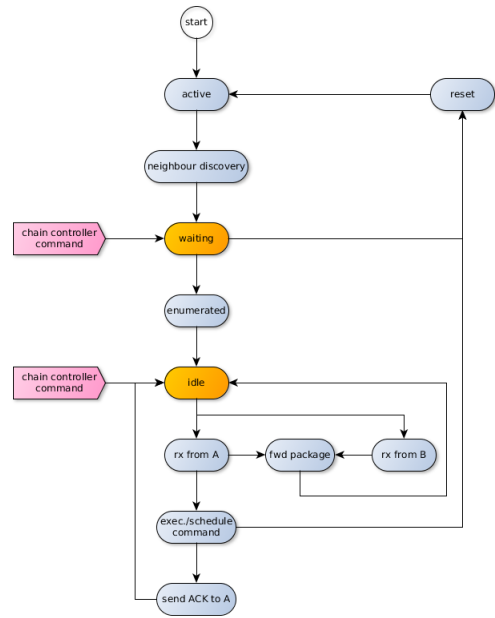 start
active
reset
neighbour discovery
chain controller
command
waiting
enumerated
chain controller
command
idle
rx from A
fwd package
rx from B
exec./schedule
command
send ACK to A